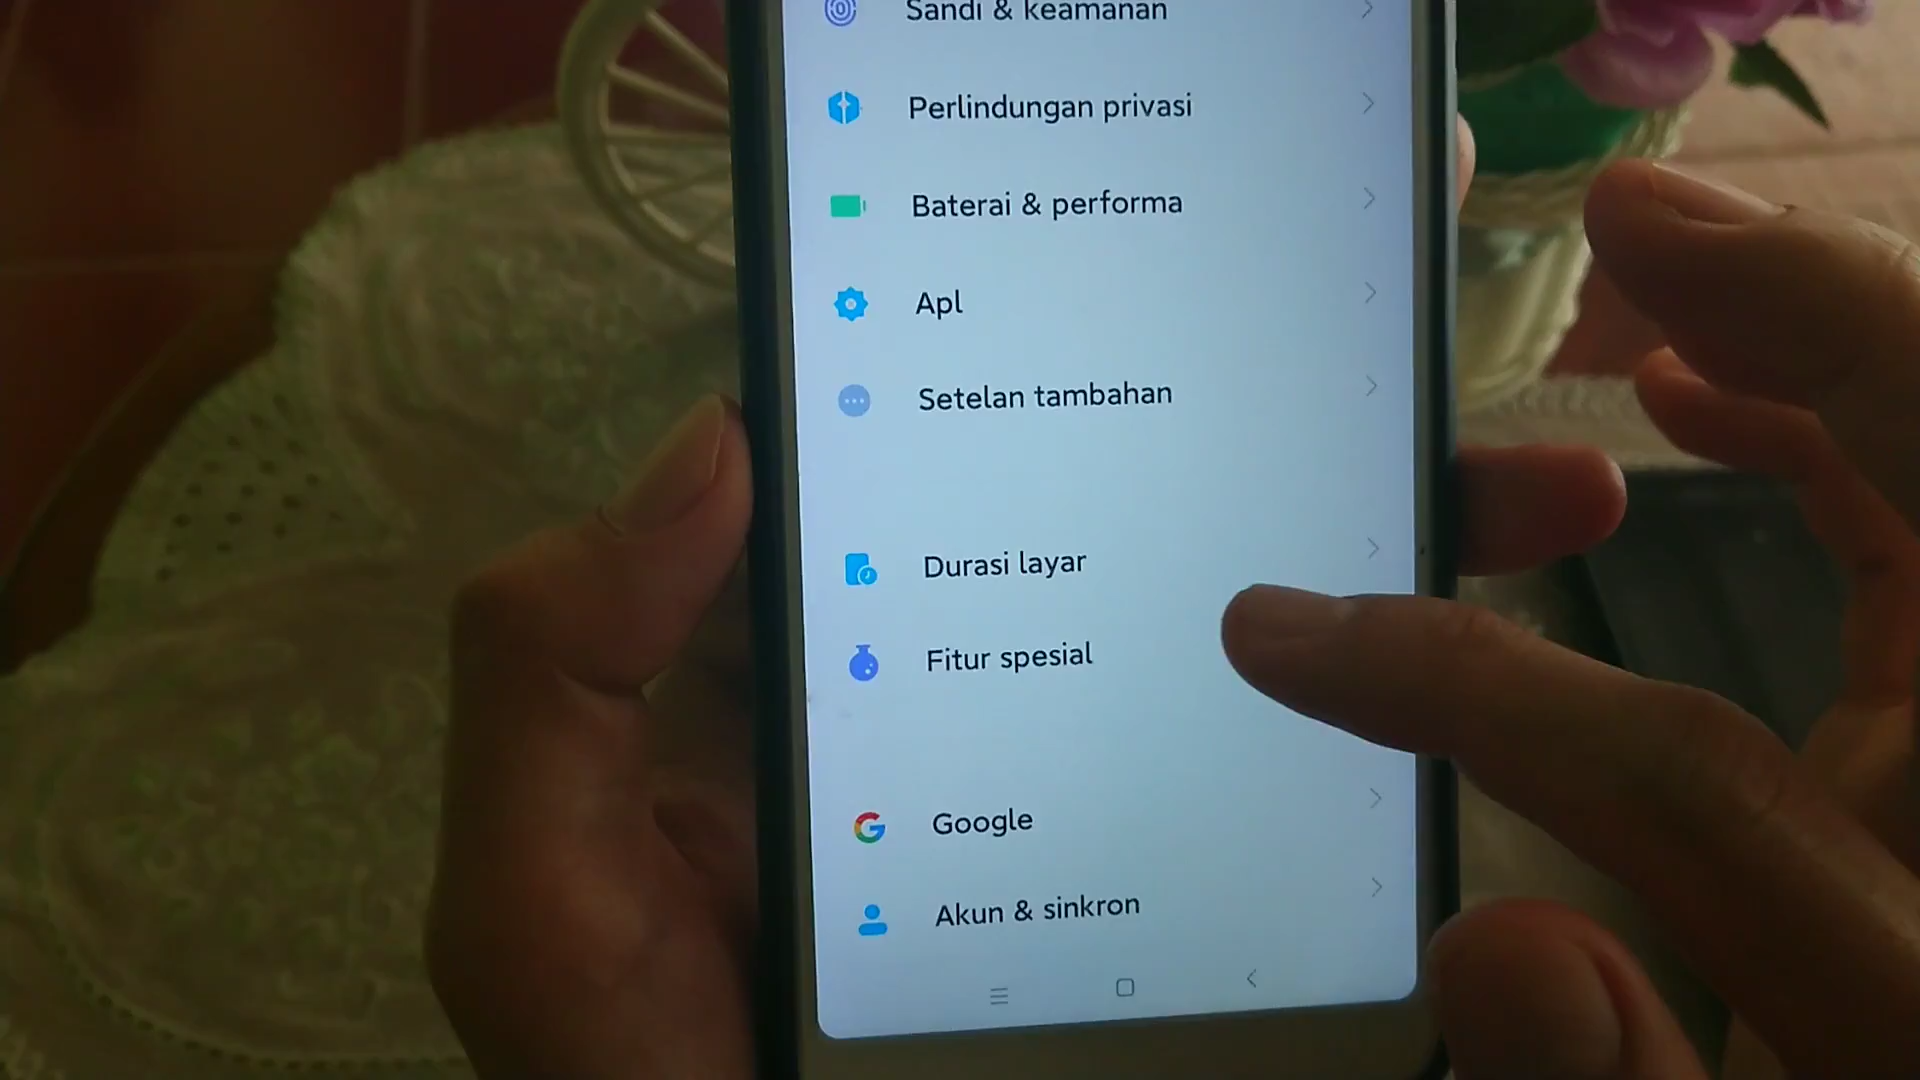 Sandi & keamanan
Perlindungan privasi
Baterai & performa
Apl
Setelan tambahan
Durasi layar
Fitur spesial
Google
Akun & sinkron